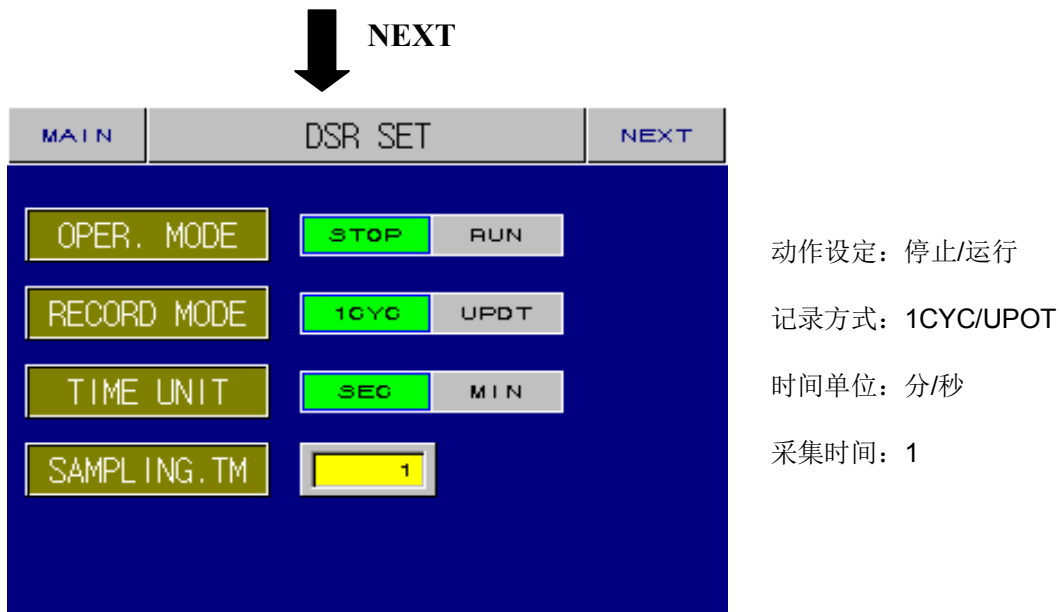 NEXT
MAIN DSR SET NEXT
OPER. MODE STOP RUN
动作设定：停止/运行
RECORD MODE 1CYC UPDT
记录方式：1CYC/UPOT
TIME UNIT SEC MIN
时间单位：分/秒
SAMPLING.TM 1
采集时间：1